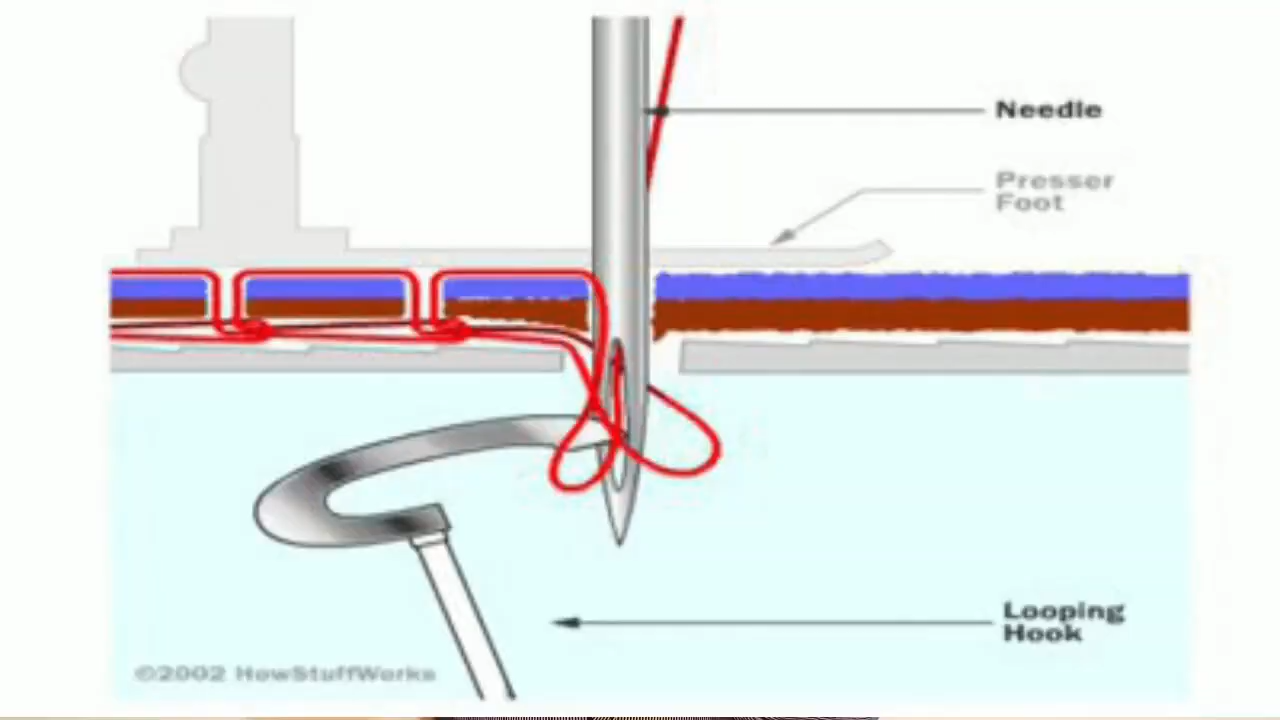 Needle
Presser
Foot
Looping
Hook
©2002 HowStuffWorks